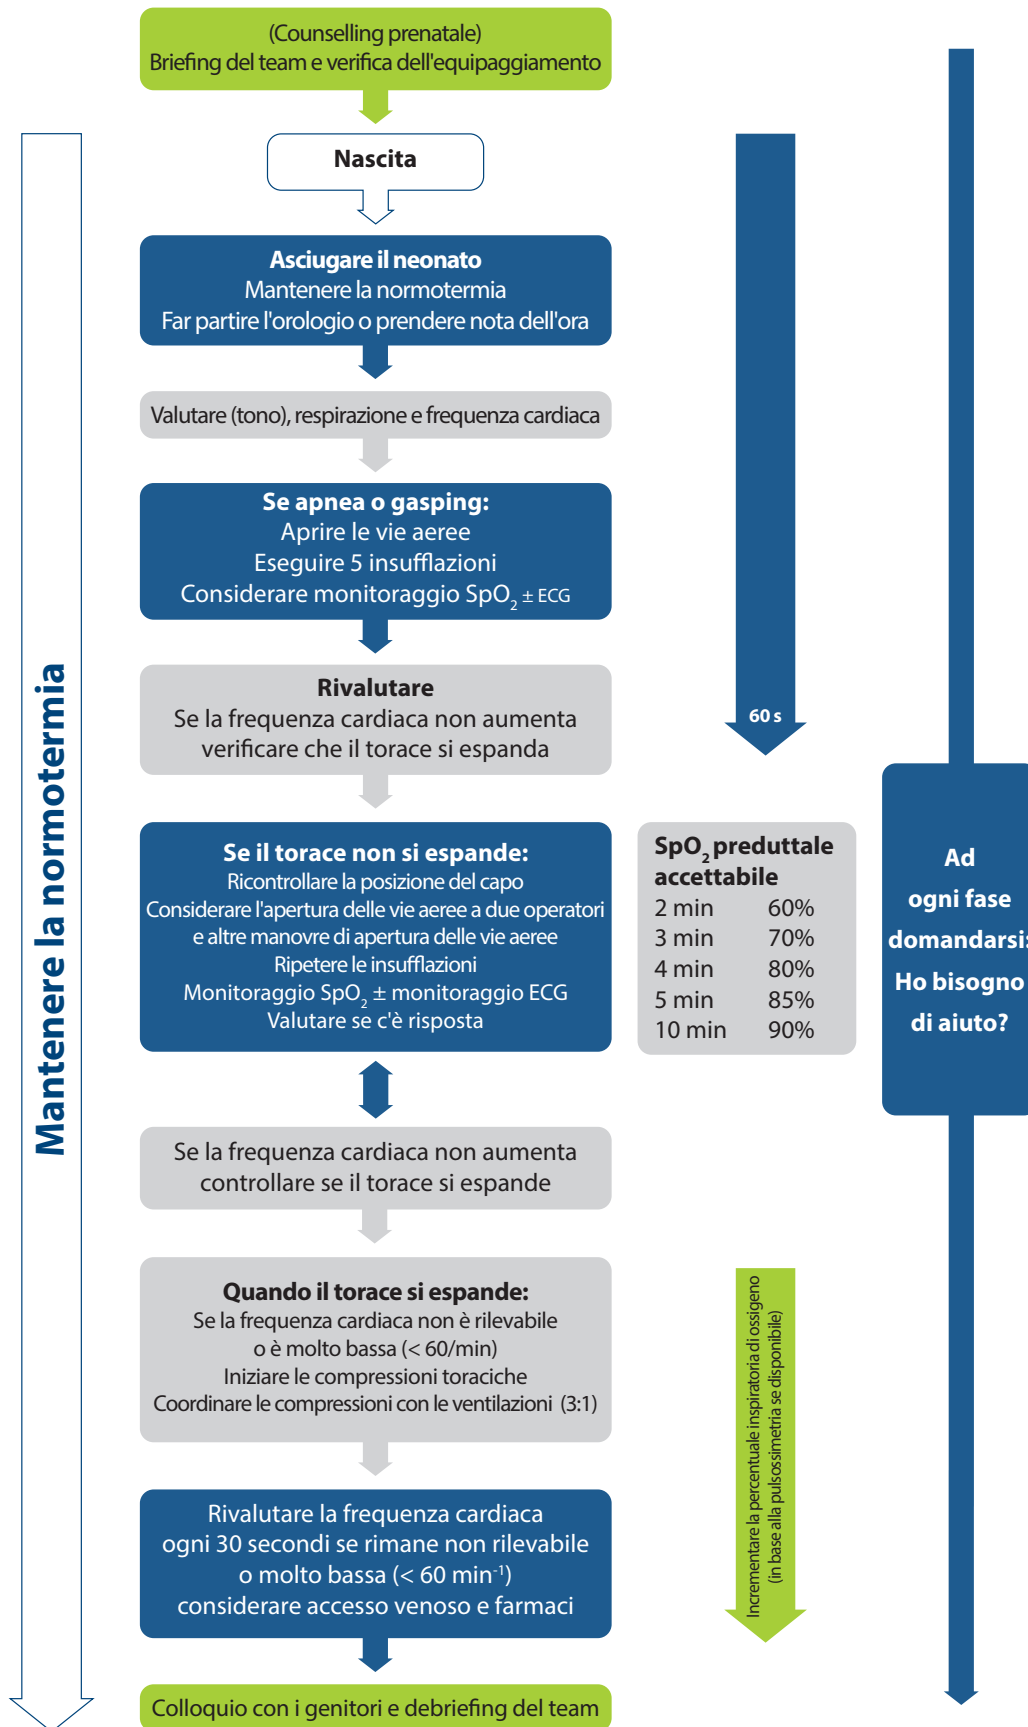 (Counselling prenatale)
Briefing del team e verifica dell'equipaggiamento
Nascita
Asciugare il neonato
Mantenere la normotermia
Far partire l'orologio o prendere nota dell'ora
Valutare (tono), respirazione e frequenza cardiaca
Se apnea o gasping:
Aprire le vie aeree
Eseguire 5 insufflazioni
Considerare monitoraggio SpO₂ ± ECG
Rivalutare
Se la frequenza cardiaca non aumenta
verificare che il torace si espanda
60 s
Se il torace non si espande:
Ricontrollare la posizione del capo
Considerare l'apertura delle vie aeree a due operatori
e altre manovre di apertura delle vie aeree
Ripetere le insufflazioni
Monitoraggio SpO₂ ± monitoraggio ECG
Valutare se c'è risposta
SpO₂ preduttale
accettabile
2 min 60%
3 min 70%
4 min 80%
5 min 85%
10 min 90%
Ad
ogni fase
domandarsi:
Ho bisogno
di aiuto?
Mantenere la normotermia
Se la frequenza cardiaca non aumenta
controllare se il torace si espande
Quando il torace si espande:
Se la frequenza cardiaca non è rilevabile
o è molto bassa (< 60/min)
Iniziare le compressioni toraciche
Coordinare le compressioni con le ventilazioni (3:1)
Incrementare la percentuale inspiratoria di ossigeno
(in base alla pulsossimetria se disponibile)
Rivalutare la frequenza cardiaca
ogni 30 secondi se rimane non rilevabile
o molto bassa (< 60 min⁻¹)
considerare accesso venoso e farmaci
Colloquio con i genitori e debriefing del team